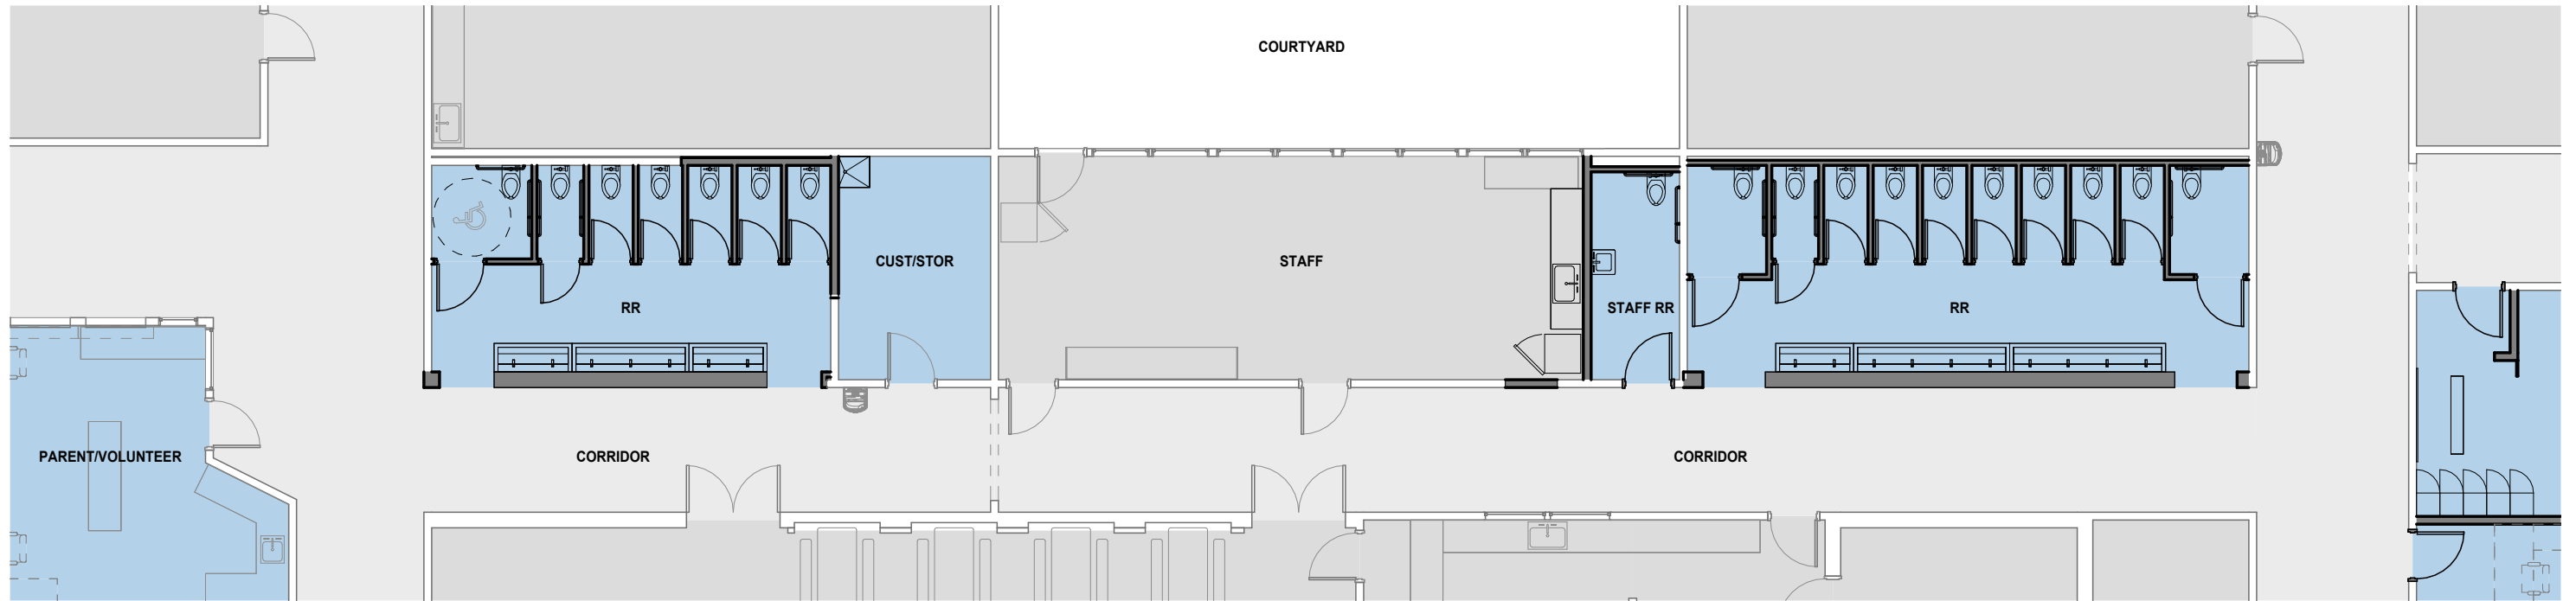 COURTYARD
CUST/STOR
STAFF
RR
STAFF RR
RR
PARENT/VOLUNTEER
CORRIDOR
CORRIDOR